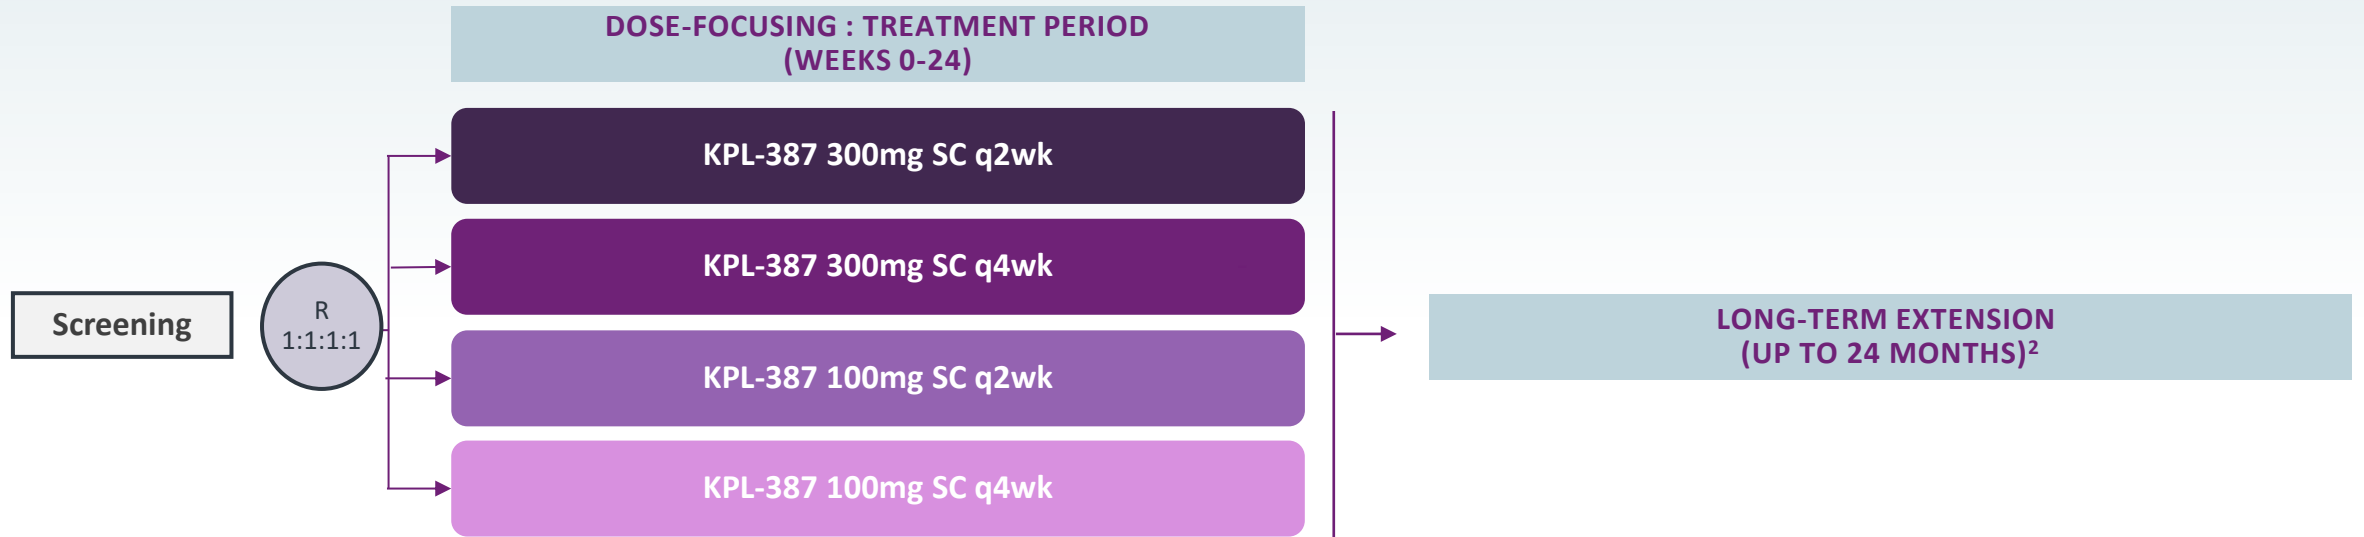 DOSE-FOCUSING : TREATMENT PERIOD
(WEEKS 0-24)
KPL-387 300mg SC q2wk
KPL-387 300mg SC q4wk
Screening
R
1:1:1:1
KPL-387 100mg SC q2wk
KPL-387 100mg SC q4wk
LONG-TERM EXTENSION
(UP TO 24 MONTHS)²